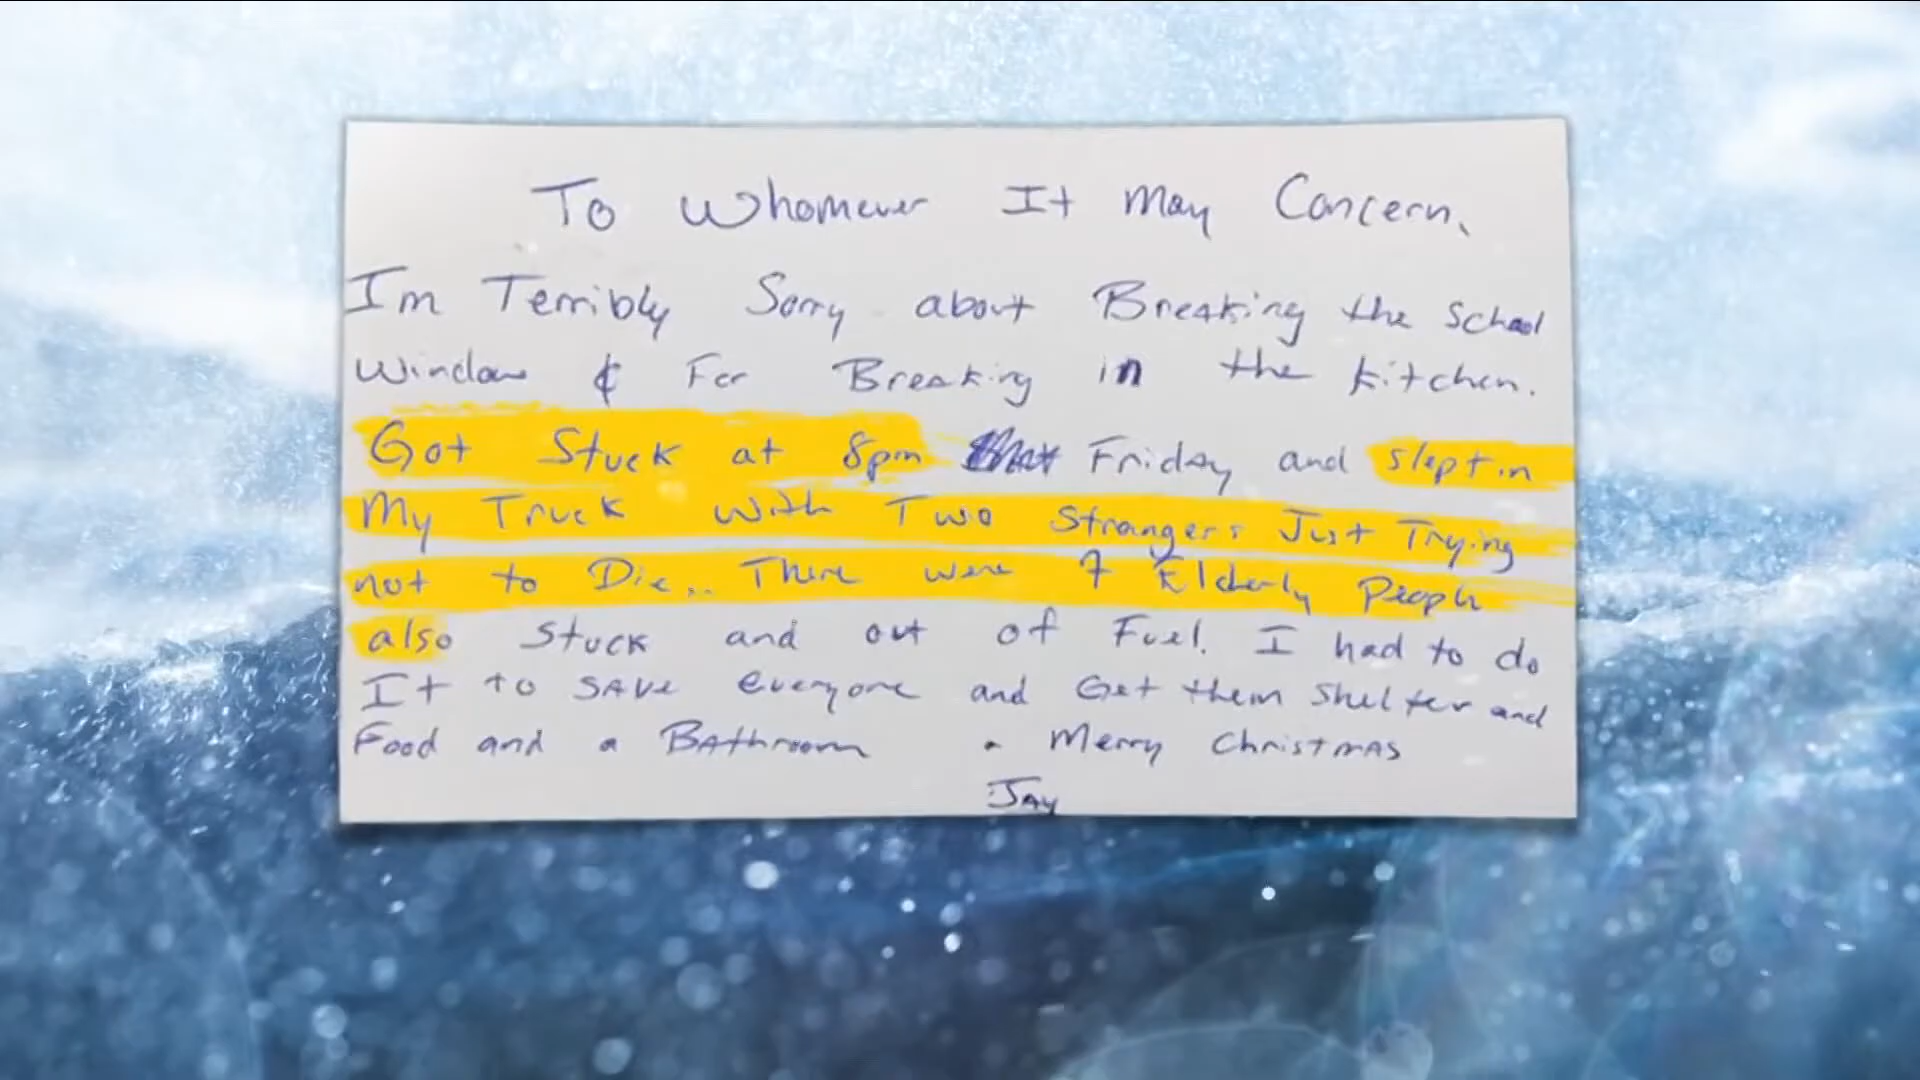 To Whomever It May Concern,
I'm Terribly Sorry about Breaking the School
Window & For Breaking in the Kitchen.
Got Stuck at 8pm Friday and slept in
My Truck with Two Strangers Just Trying
not to Die.. There were 7 Elderly People
also stuck and out of Fuel. I had to do
It to SAVE everyone and Get them shelter and
Food and a Bathroom . Merry Christmas
JAY